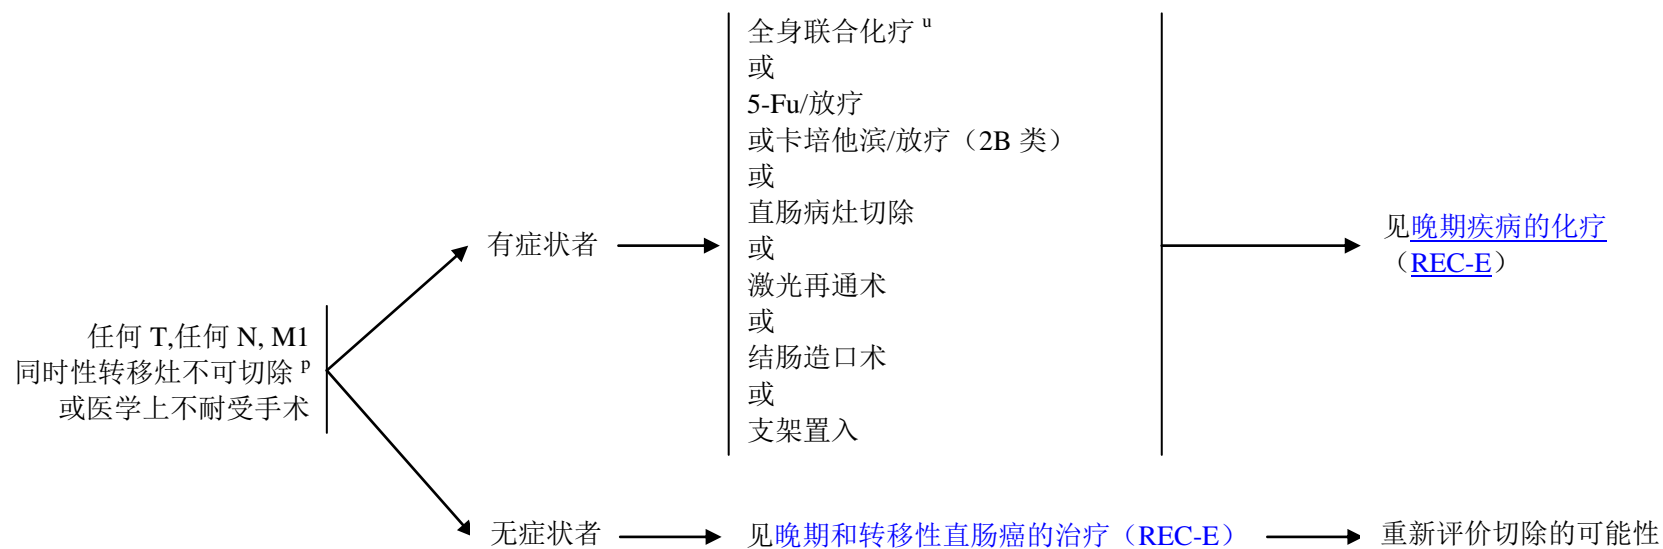 任何 T,任何 N, M1
同时性转移灶不可切除 p
或医学上不耐受手术
有症状者
全身联合化疗 u
或
5-Fu/放疗
或卡培他滨/放疗（2B 类）
或
直肠病灶切除
或
激光再通术
或
结肠造口术
或
支架置入
见晚期疾病的化疗
（REC-E）
无症状者
见晚期和转移性直肠癌的治疗（REC-E）
重新评价切除的可能性